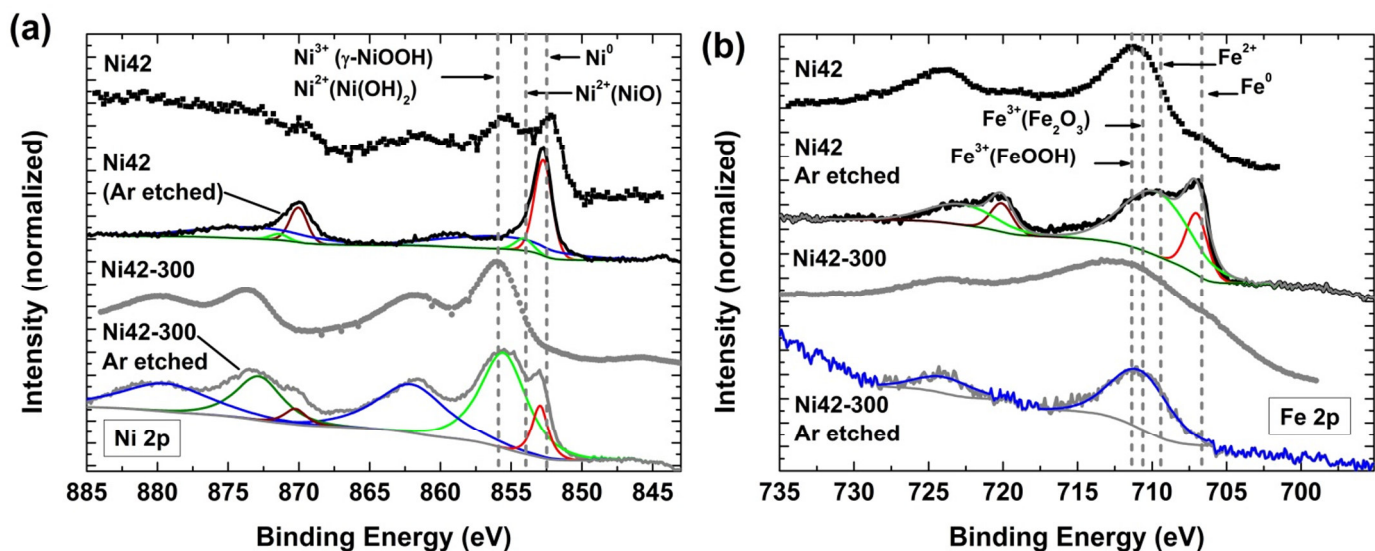 (a)
Ni42
Ni³⁺ (γ-NiOOH)
Ni²⁺(Ni(OH)₂)
Ni⁰
Ni²⁺(NiO)
Ni42
(Ar etched)
Ni42-300
Ni42-300
Ar etched
Ni 2p
Intensity (normalized)
885 880 875 870 865 860 855 850 845
Binding Energy (eV)
(b)
Ni42
Fe²⁺
Fe⁰
Fe³⁺(Fe₂O₃)
Fe³⁺(FeOOH)
Ni42
Ar etched
Ni42-300
Ni42-300
Ar etched
Fe 2p
Intensity (normalized)
735 730 725 720 715 710 705 700
Binding Energy (eV)